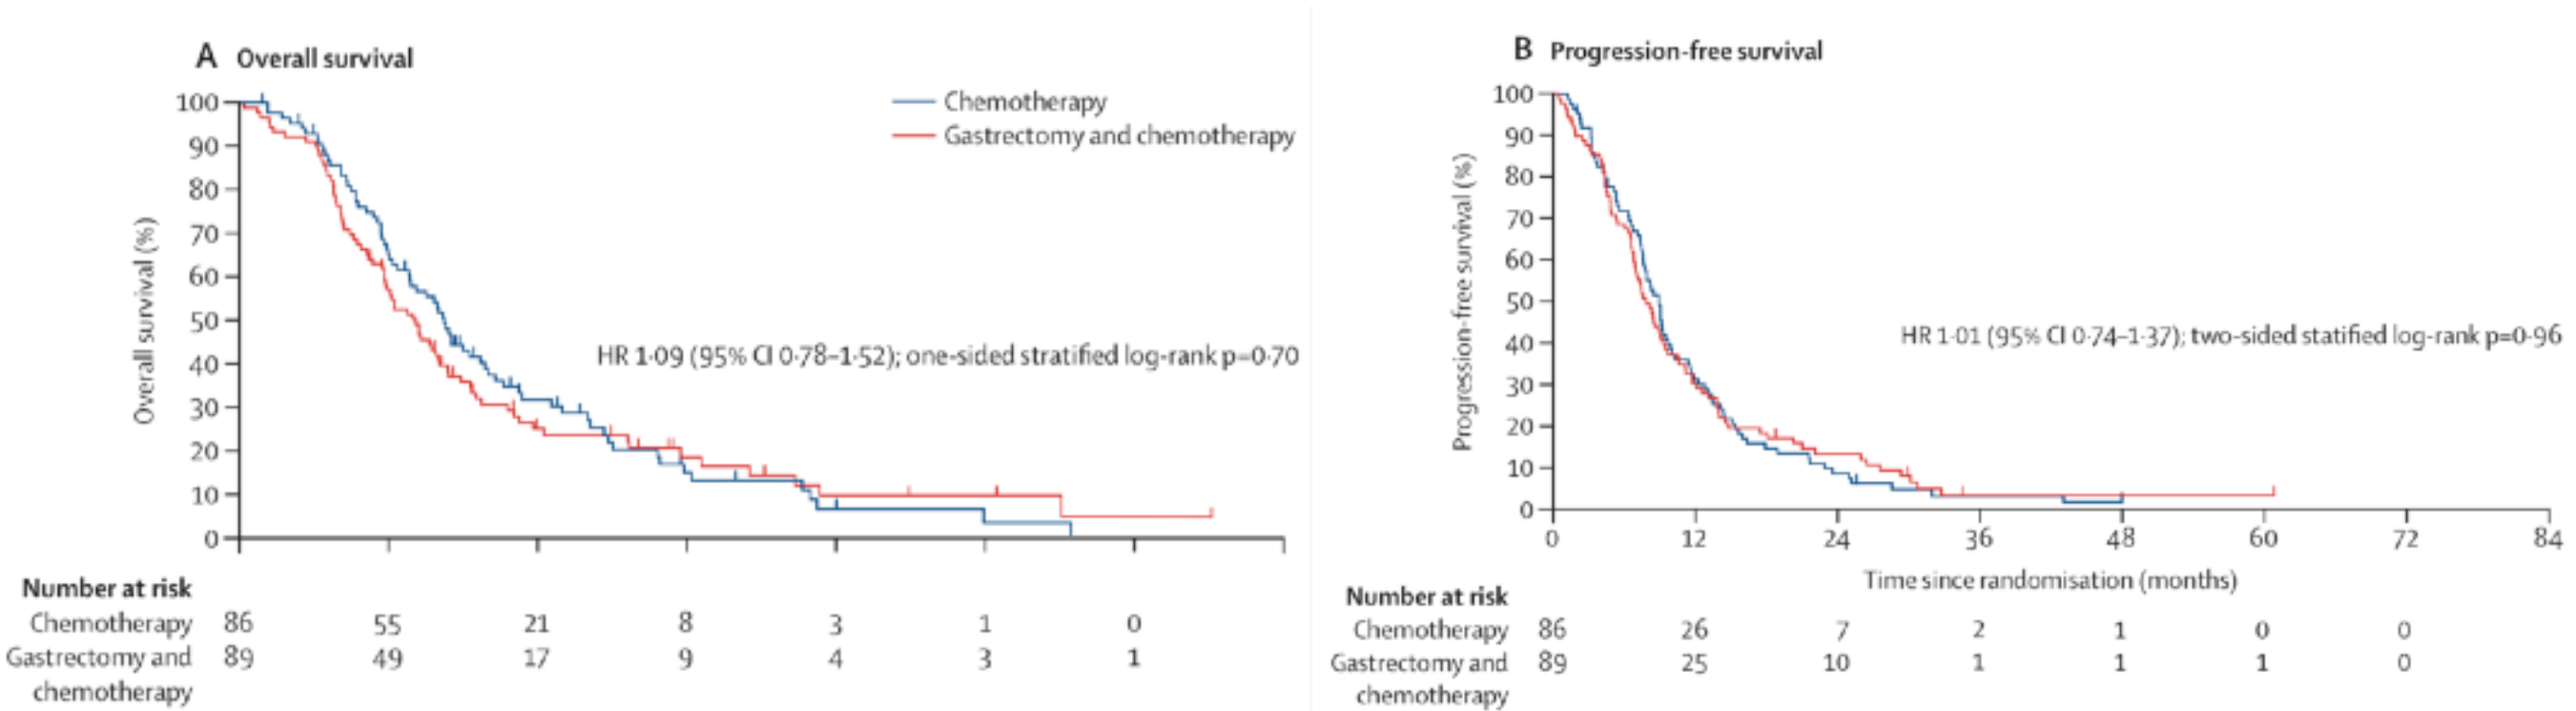 A Overall survival
Chemotherapy
Gastrectomy and chemotherapy
100
90
80
70
60
50
40
30
20
10
0
Overall survival (%)
HR 1·09 (95% CI 0·78–1·52); one-sided stratified log-rank p=0·70
Number at risk
Chemotherapy 86 55 21 8 3 1 0
Gastrectomy and 89 49 17 9 4 3 1
chemotherapy
B Progression-free survival
100
90
80
70
60
50
40
30
20
10
0
Progression-free survival (%)
HR 1·01 (95% CI 0·74–1·37); two-sided statified log-rank p=0·96
0 12 24 36 48 60 72 84
Time since randomisation (months)
Number at risk
Chemotherapy 86 26 7 2 1 0 0
Gastrectomy and 89 25 10 1 1 1 0
chemotherapy